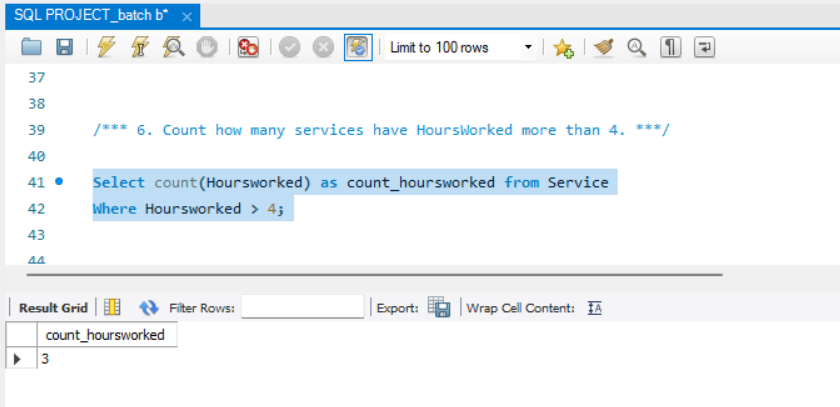 SQL PROJECT_batch b*
Limit to 100 rows
37
38
39 /*** 6. Count how many services have HoursWorked more than 4. ***/
40
41 Select count(Hoursworked) as count_hoursworked from Service
42 Where Hoursworked > 4;
43
44
Result Grid Filter Rows: Export: Wrap Cell Content:
count_hoursworked
3